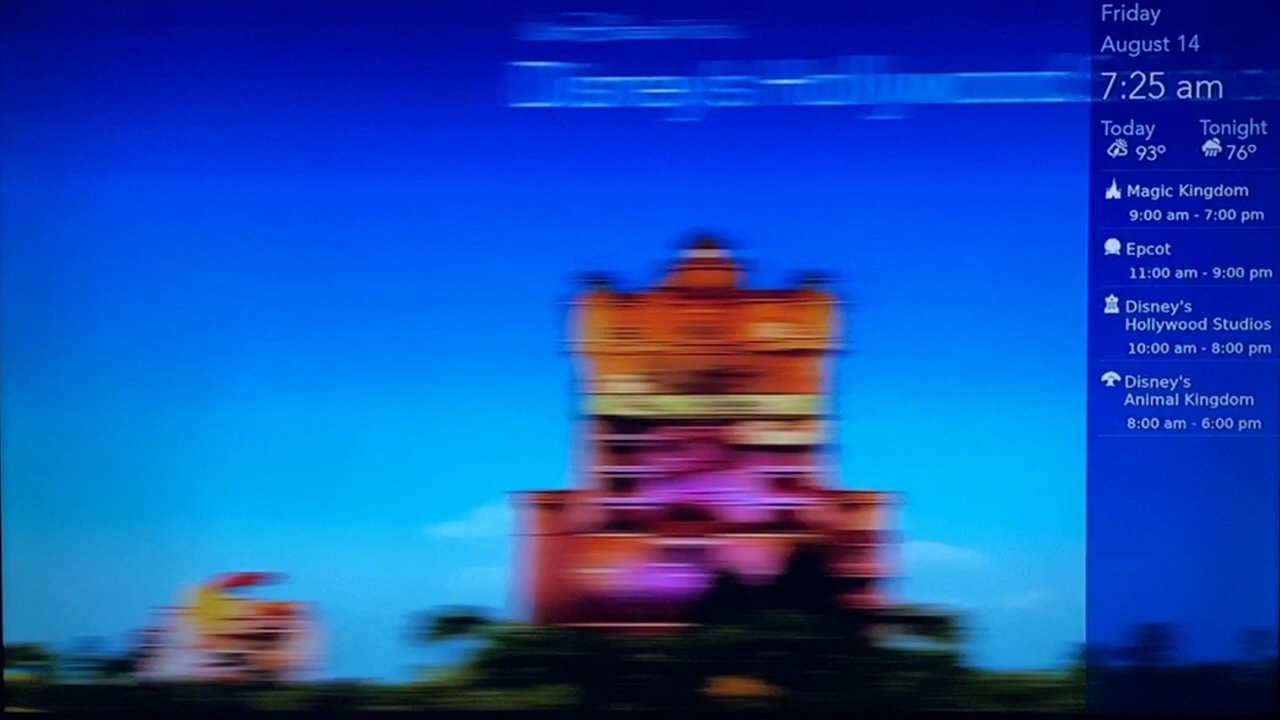 Friday
August 14
7:25 am
Today Tonight
93° 76°
Magic Kingdom
9:00 am - 7:00 pm
Epcot
11:00 am - 9:00 pm
Disney's
Hollywood Studios
10:00 am - 8:00 pm
Disney's
Animal Kingdom
8:00 am - 6:00 pm